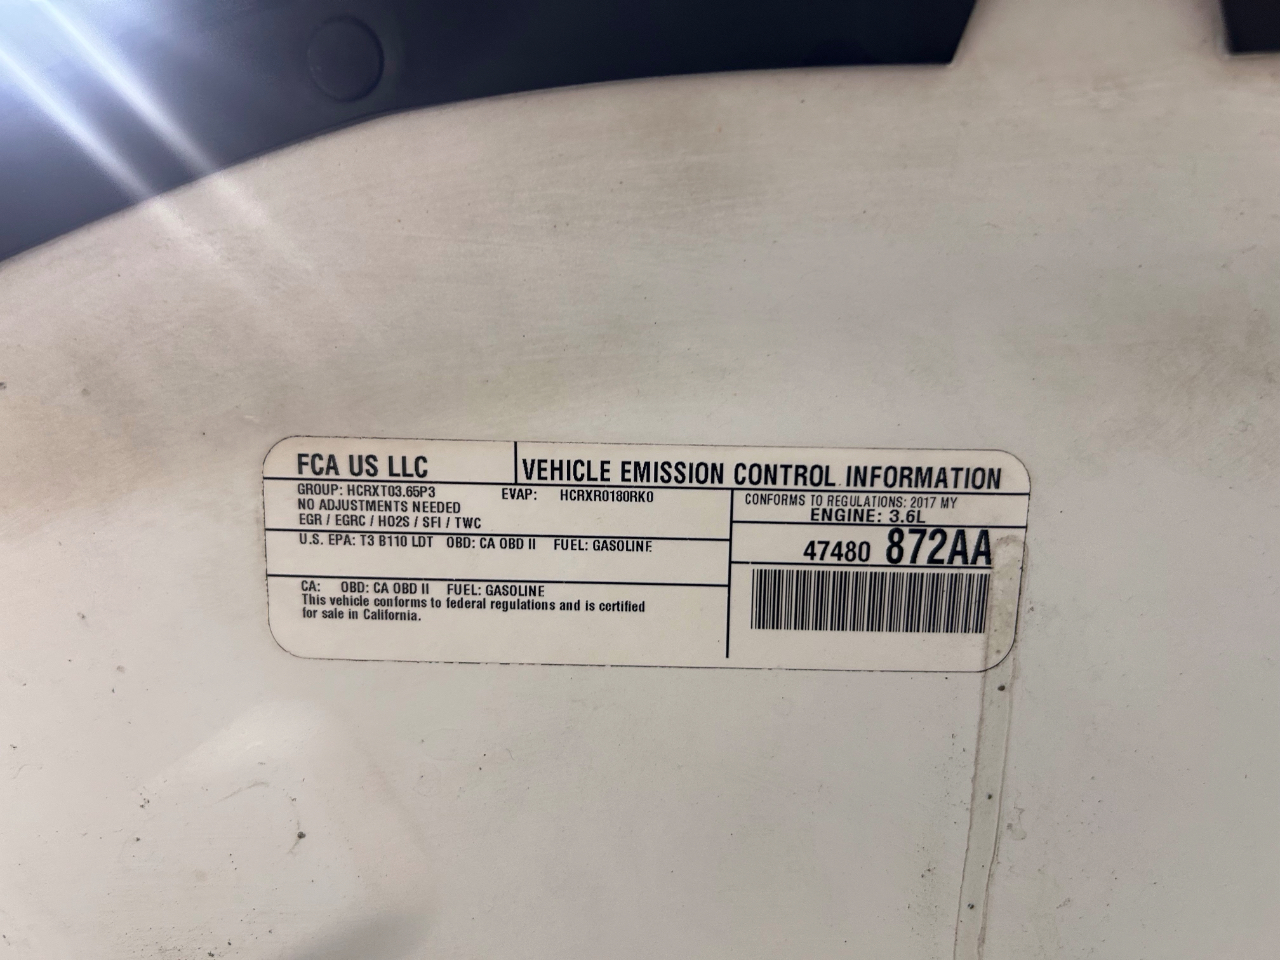 FCA US LLC
VEHICLE EMISSION CONTROL INFORMATION
GROUP: HCRXT03.65P3 EVAP: HCRXR0180RK0
NO ADJUSTMENTS NEEDED
EGR / EGRC / HO2S / SFI / TWC
CONFORMS TO REGULATIONS: 2017 MY
ENGINE: 3.6L
U.S. EPA: T3 B110 LDT OBD: CA OBD II FUEL: GASOLINE
47480 872AA
CA: OBD: CA OBD II FUEL: GASOLINE
This vehicle conforms to federal regulations and is certified
for sale in California.